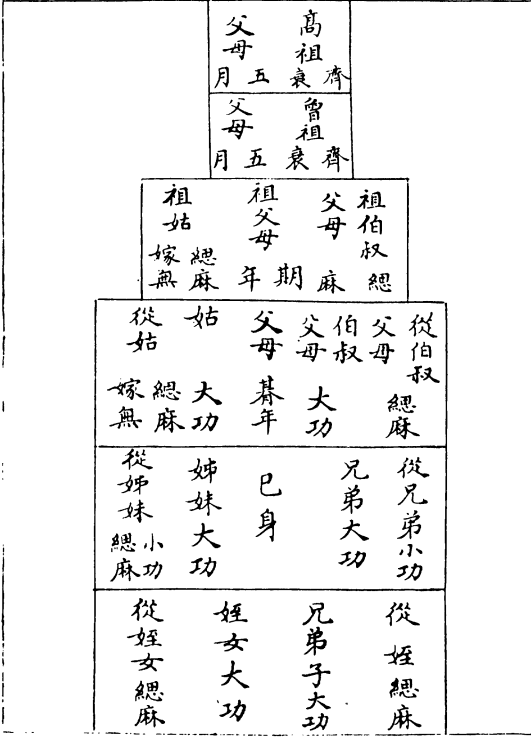 高祖父母
齊衰五月
曾祖父母
齊衰五月
祖伯叔父母 緦麻
祖父母 期年
祖姑 緦麻 嫁無
從伯叔父母 緦麻
伯叔父母 大功
父母 朞年
姑 大功
從姑 緦麻 嫁無
從兄弟小功
兄弟大功
巳身
姊妹大功
從姊妹 小功 緦麻
從姪緦麻
兄弟子大功
姪女大功
從姪女緦麻